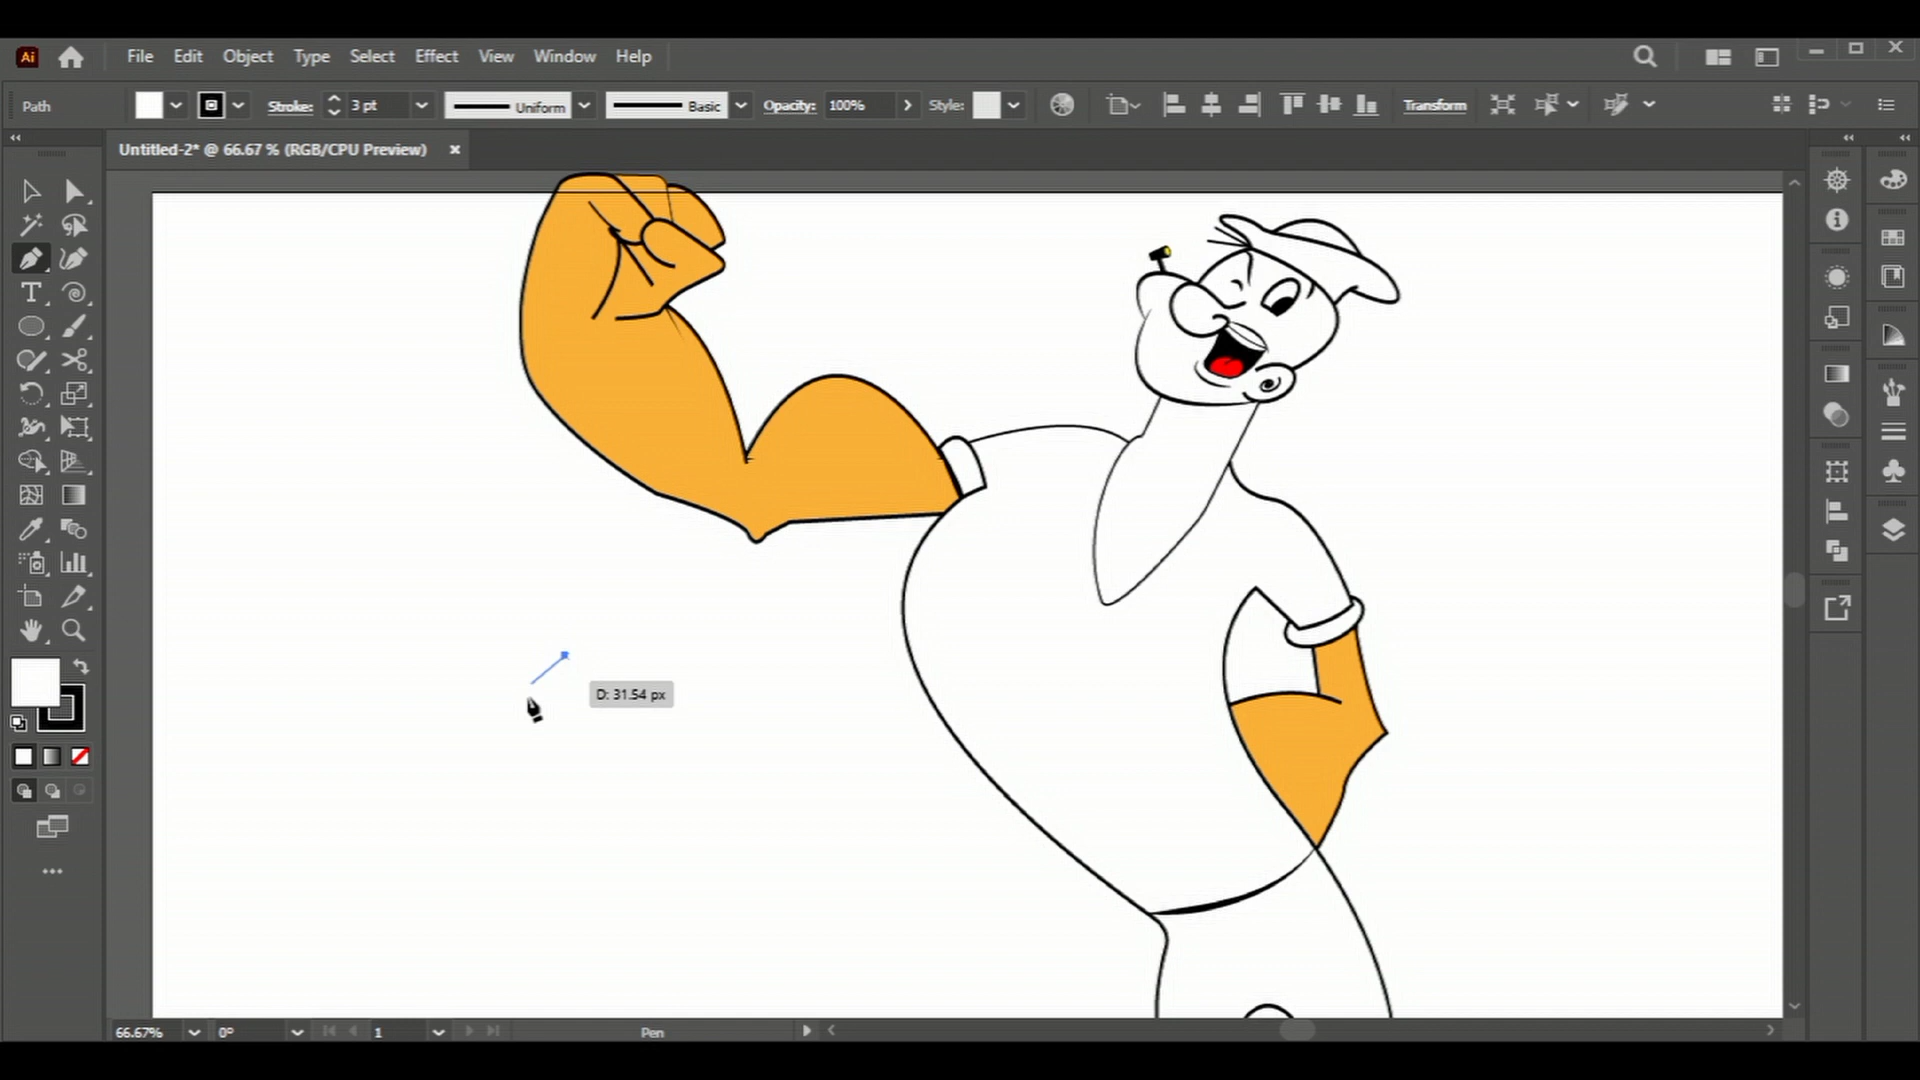 Ai File Edit Object Type Select Effect View Window Help
Path Stroke: 3 pt Uniform Basic Opacity: 100% Style: Transform
Untitled-2* @ 66.67 % (RGB/CPU Preview) ×
T
D: 31.54 px
66.67% 0° 1 Pen